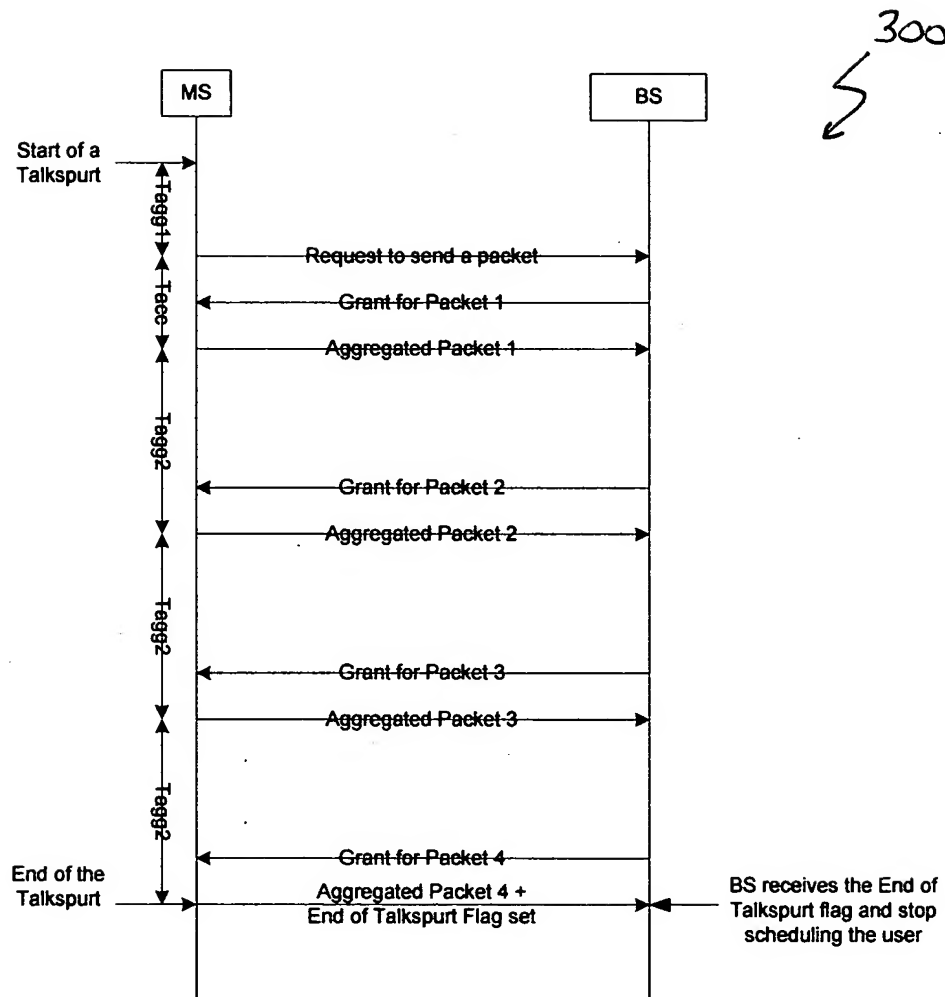 300
MS
BS
Start of a
Talkspurt
Tagg1
Request to send a packet
Tacc
Grant for Packet 1
Aggregated Packet 1
Tagg2
Grant for Packet 2
Aggregated Packet 2
Tagg2
Grant for Packet 3
Aggregated Packet 3
Tagg2
Grant for Packet 4
End of the
Talkspurt
Aggregated Packet 4 +
End of Talkspurt Flag set
BS receives the End of
Talkspurt flag and stop
scheduling the user